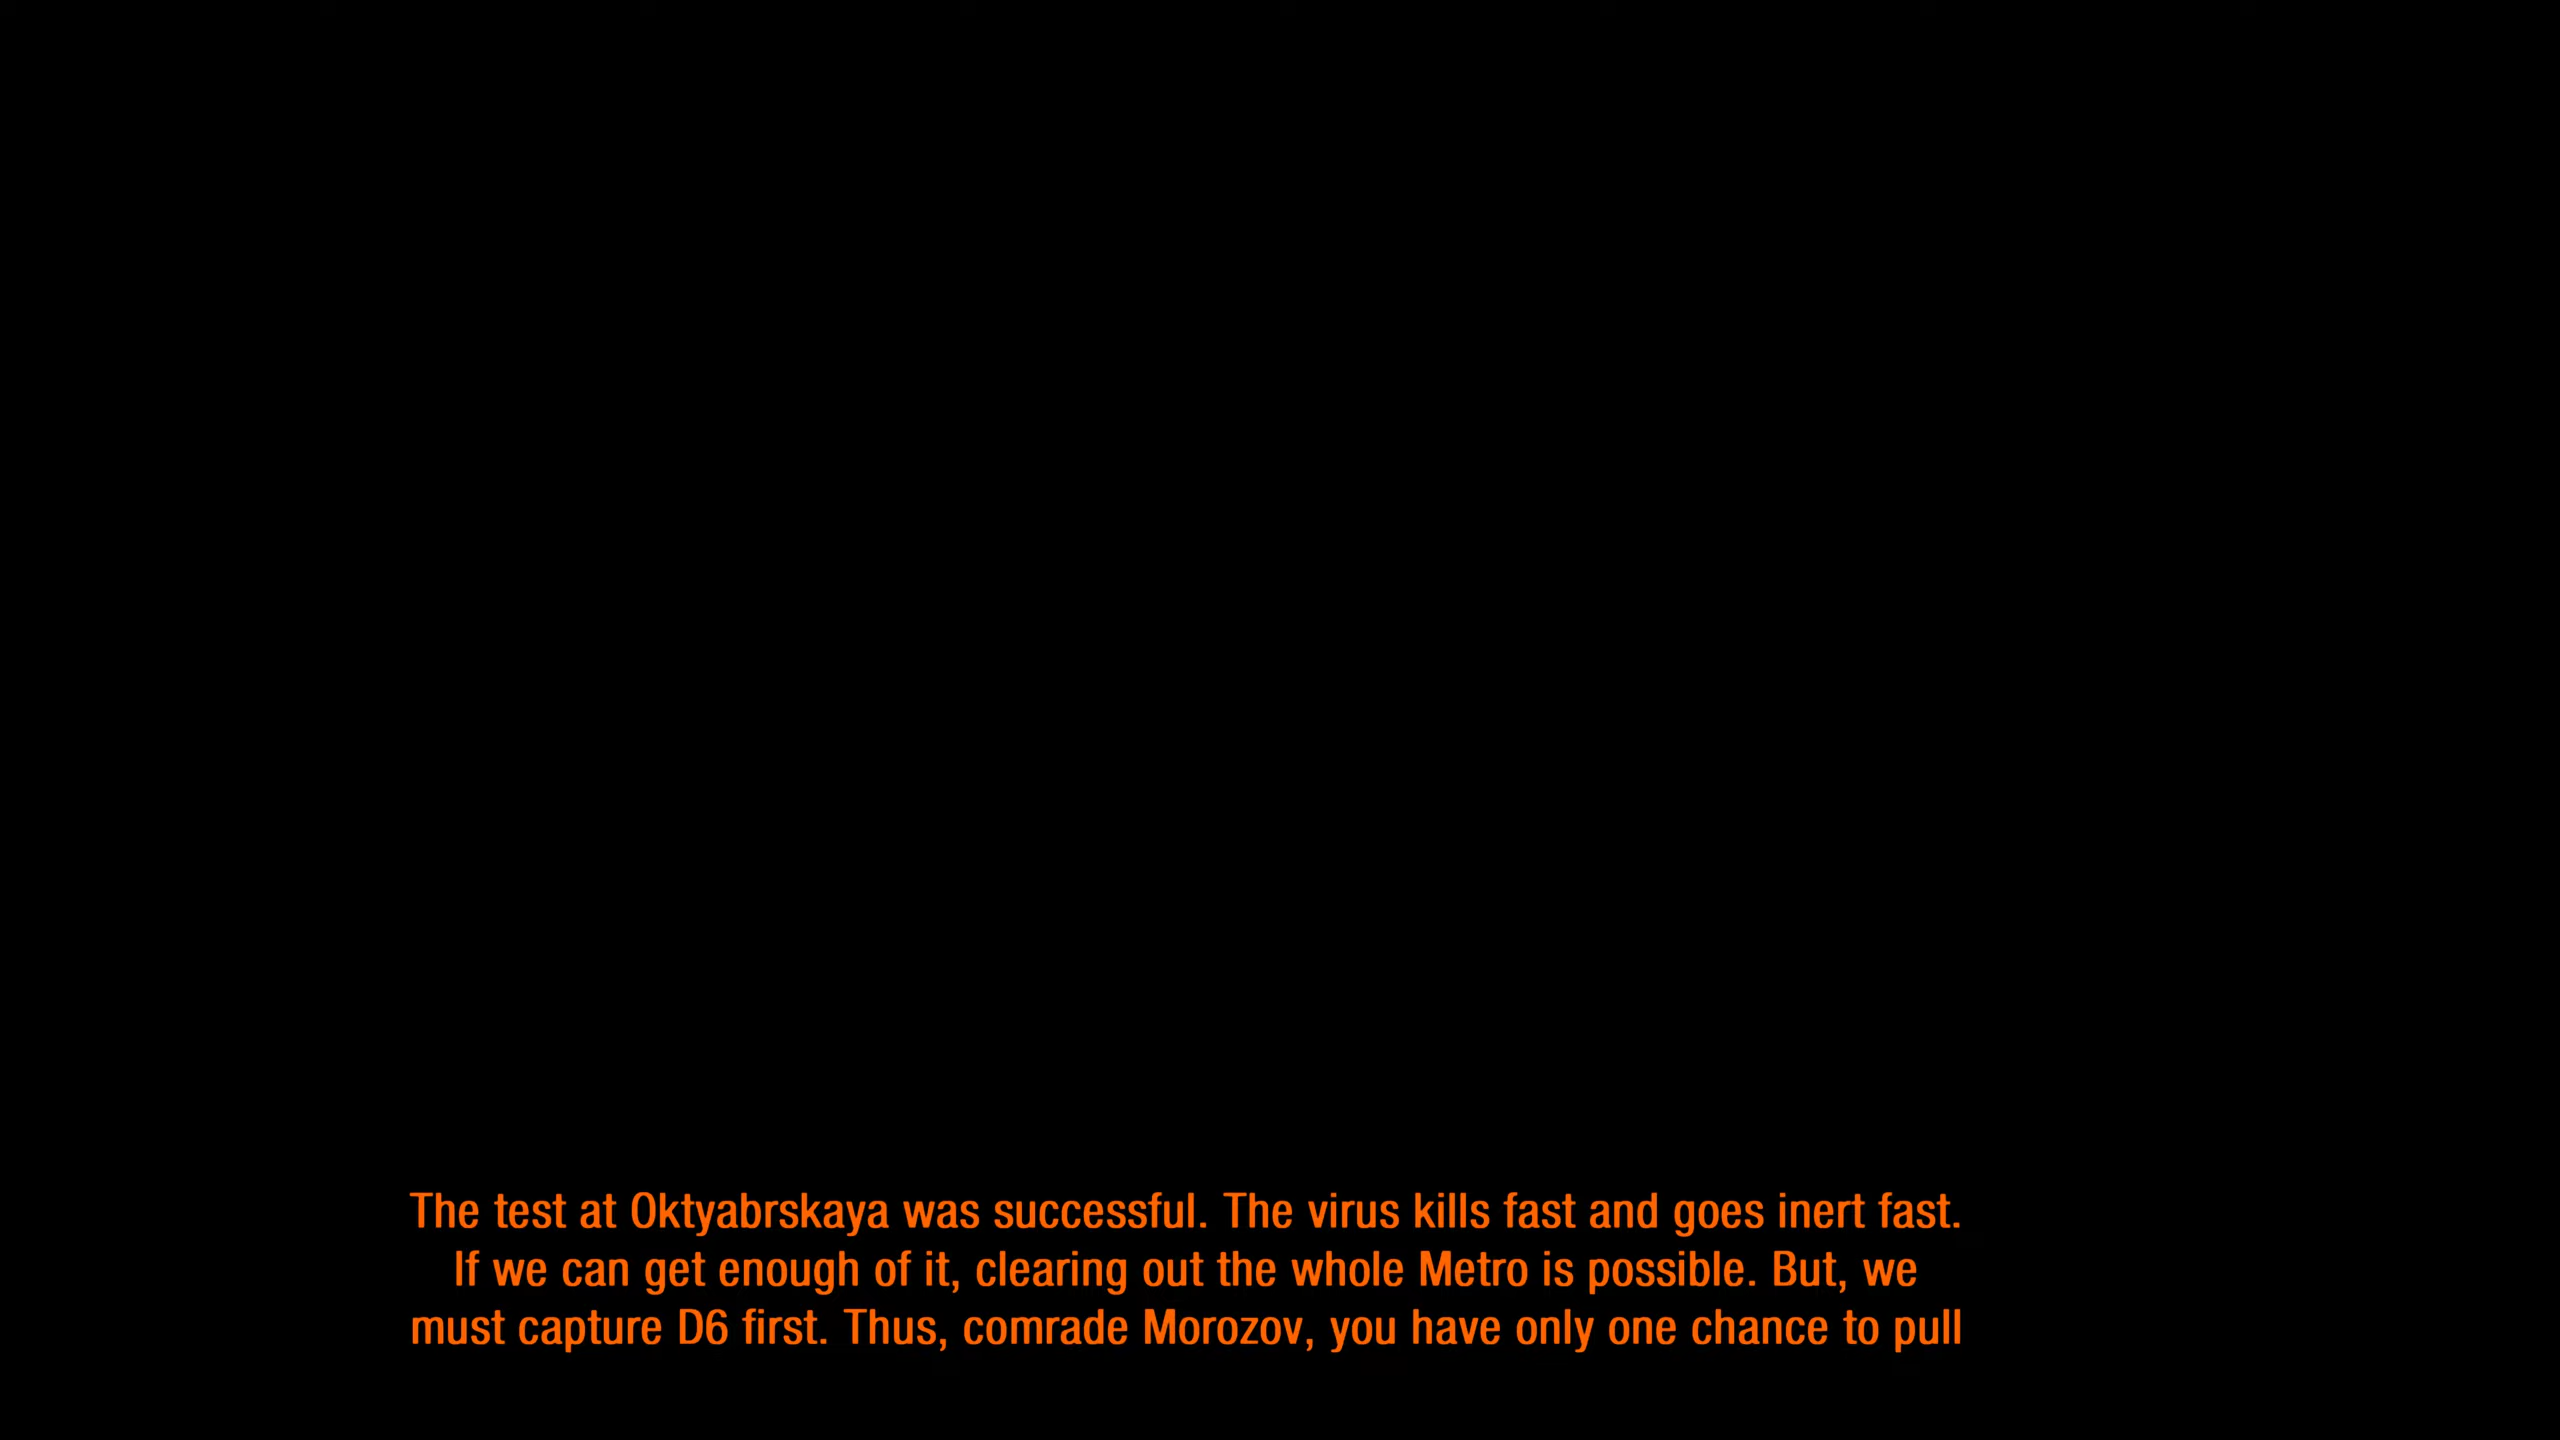 The test at Oktyabrskaya was successful. The virus kills fast and goes inert fast.
If we can get enough of it, clearing out the whole Metro is possible. But, we
must capture D6 first. Thus, comrade Morozov, you have only one chance to pull